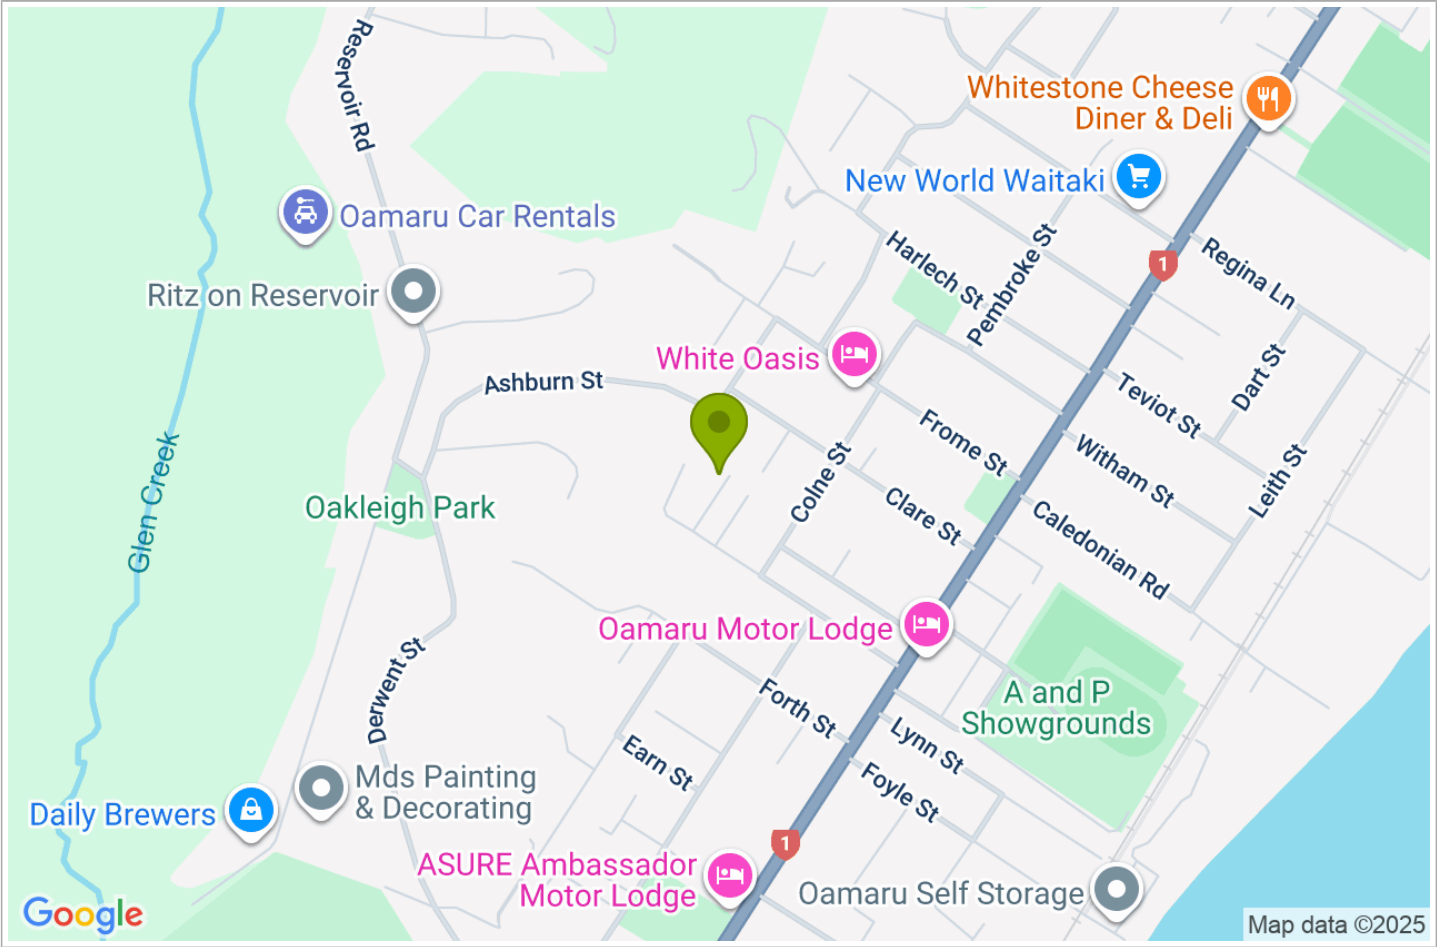 Reservoir Rd
Whitestone Cheese
Diner & Deli
New World Waitaki
Oamaru Car Rentals
Harlech St
Pembroke St
Regina Ln
1
Ritz on Reservoir
White Oasis
Ashburn St
Dart St
Teviot St
Frome St
Witham St
Leith St
Colne St
Glen Creek
Oakleigh Park
Clare St
Caledonian Rd
Oamaru Motor Lodge
Derwent St
Forth St
A and P
Showgrounds
Lynn St
Earn St
Foyle St
Mds Painting
& Decorating
Daily Brewers
1
ASURE Ambassador
Motor Lodge
Oamaru Self Storage
Google
Map data ©2025